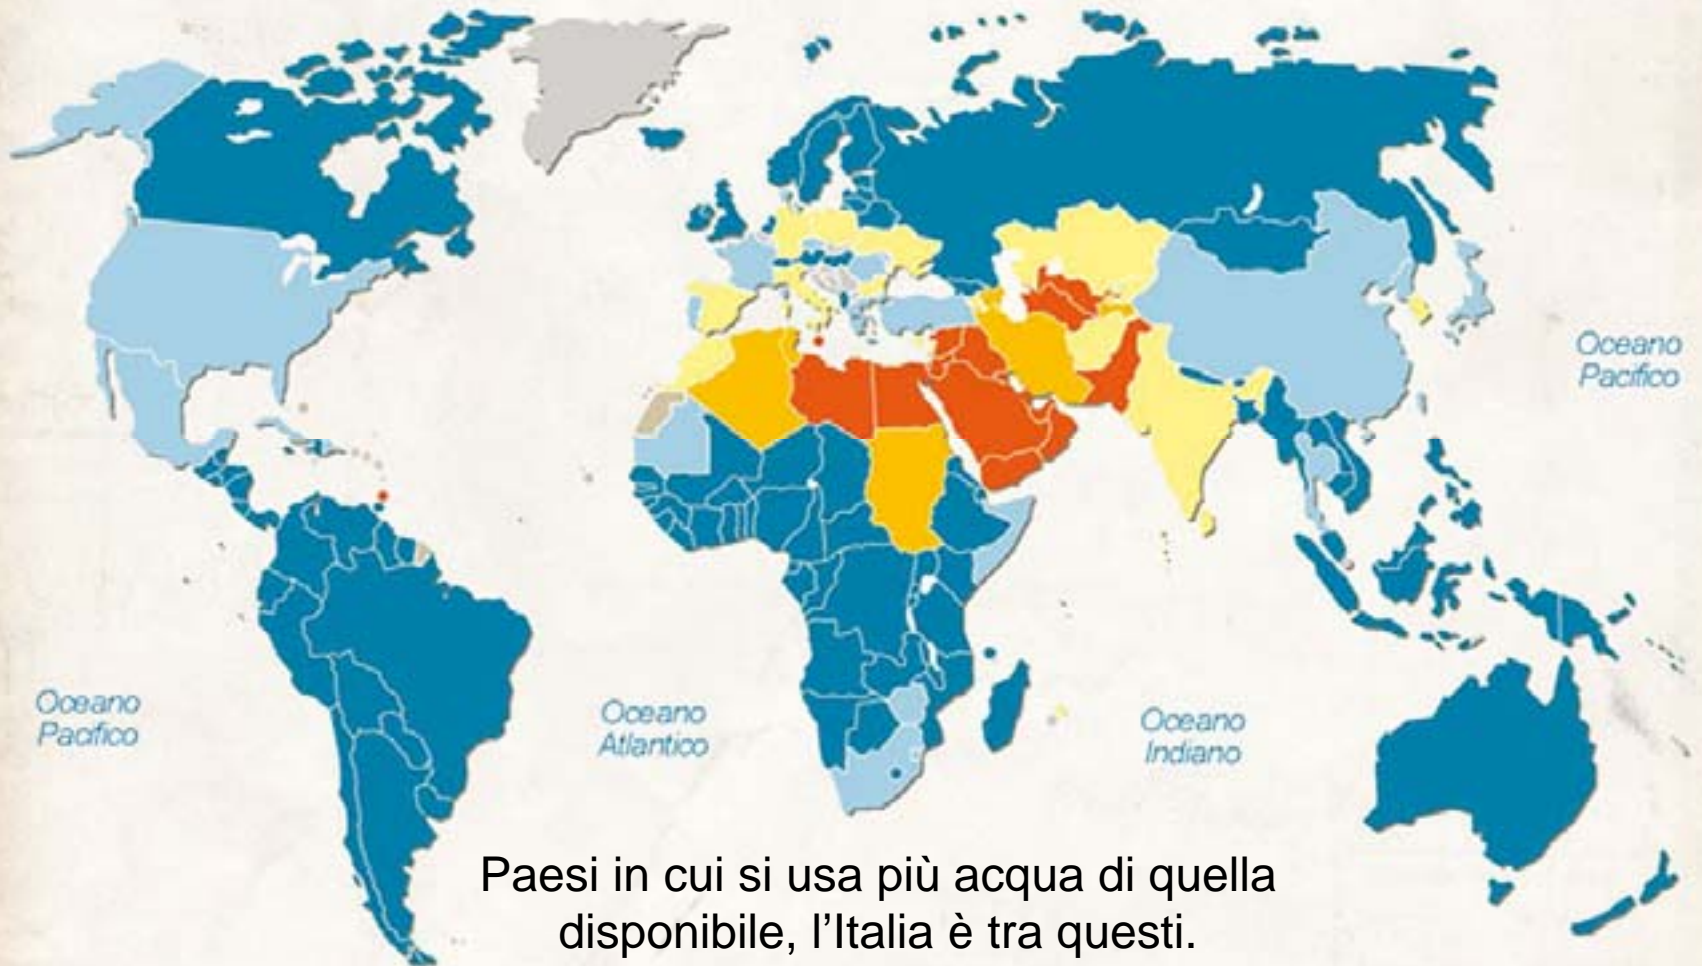 Oceano
Pacifico
Oceano
Pacifico
Oceano
Atlantico
Oceano
Indiano
Paesi in cui si usa più acqua di quella
disponibile, l’Italia è tra questi.